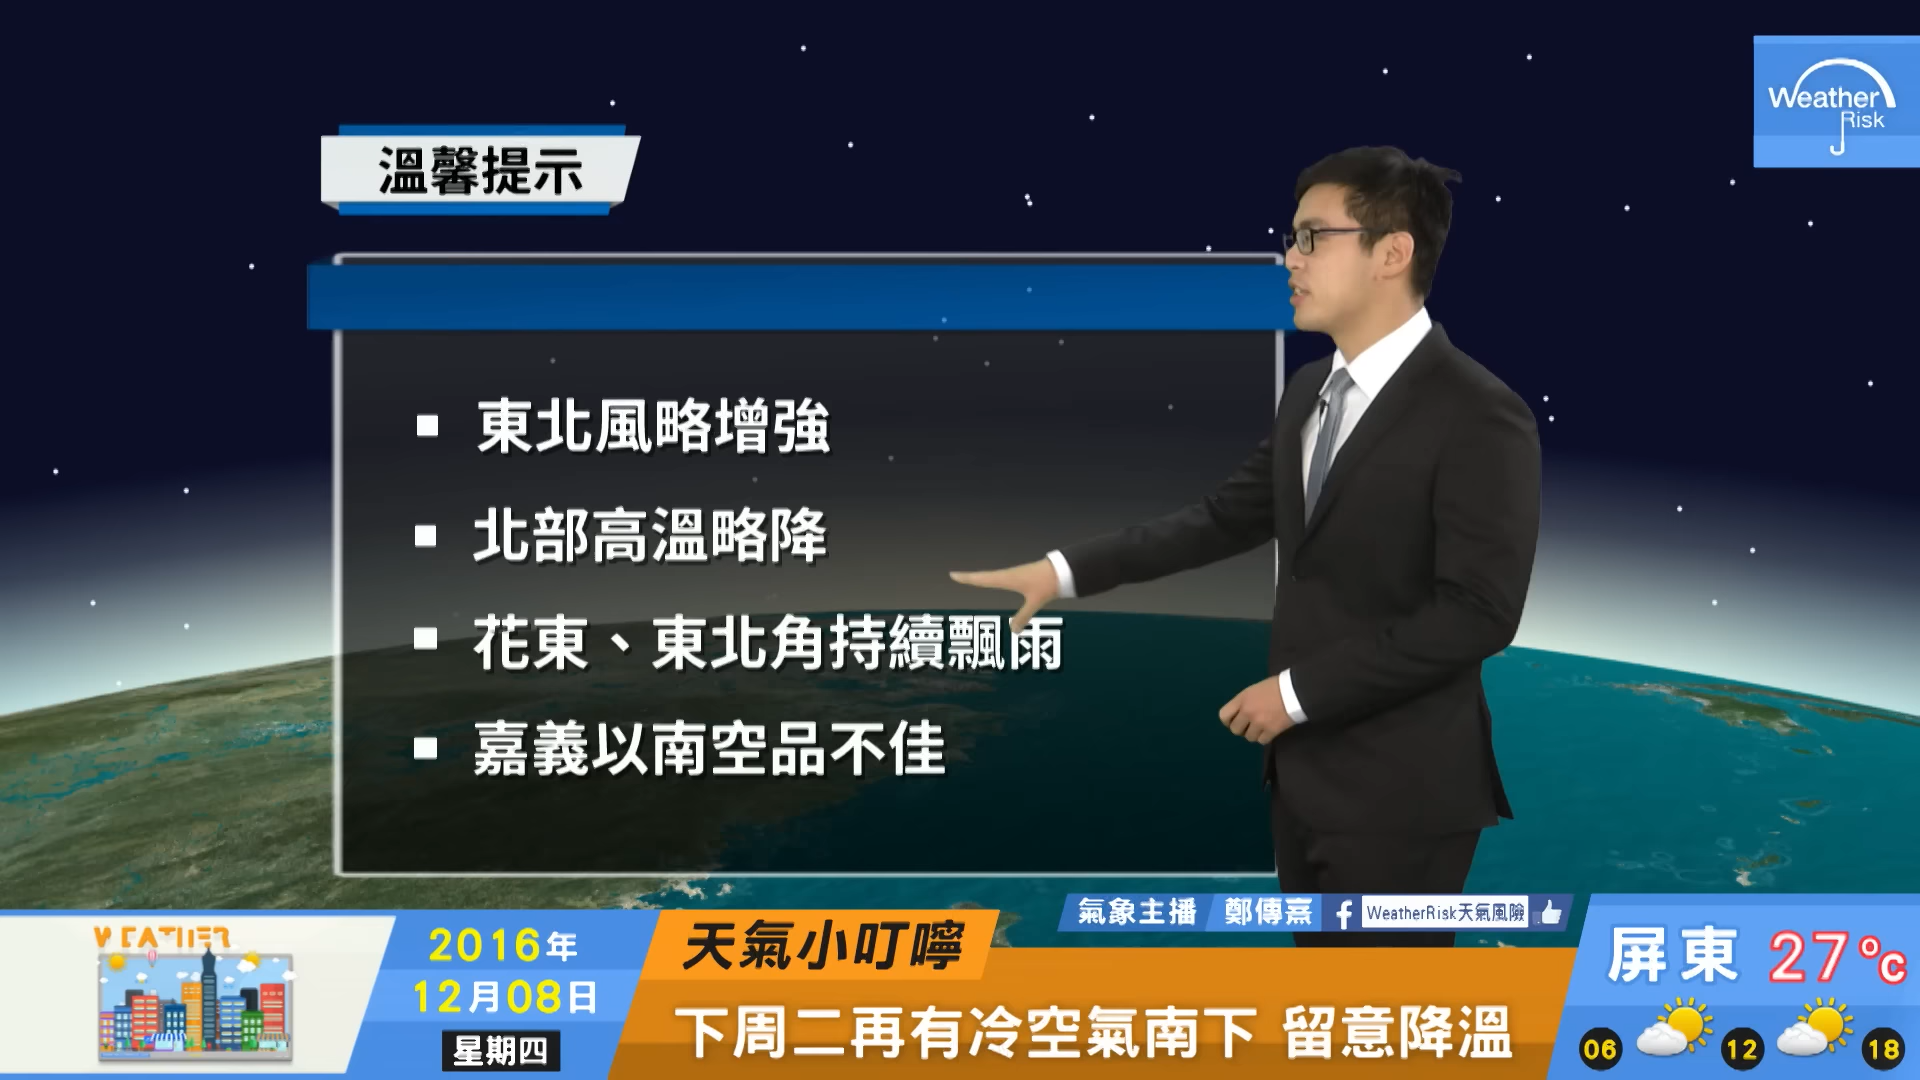 Weather
Risk
溫馨提示
東北風略增強
北部高溫略降
花東、東北角持續飄雨
嘉義以南空品不佳
氣象主播 鄭傳熹 f WeatherRisk天氣風險
WEATHER
2016年
12月08日
星期四
天氣小叮嚀
下周二再有冷空氣南下 留意降溫
屏東 27°C
06 12 18